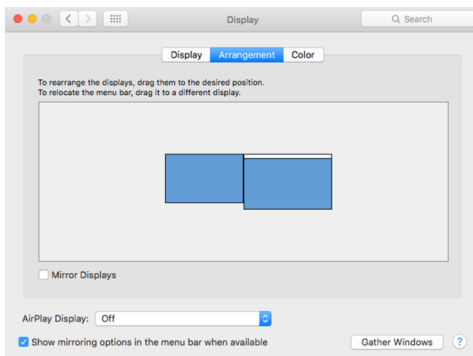 Display
Search
Display Arrangement Color
To rearrange the displays, drag them to the desired position.
To relocate the menu bar, drag it to a different display.
Mirror Displays
AirPlay Display: Off
Show mirroring options in the menu bar when available
Gather Windows ?